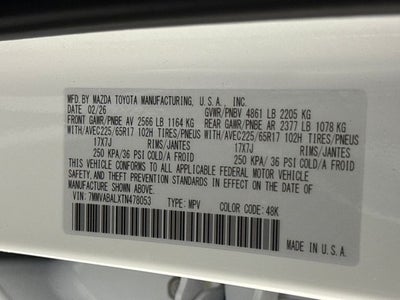 MFD.BY MAZDA TOYOTA MANUFACTURING, U.S.A., INC.
DATE 02/26 GVWR/PNBV 4861 LB 2205 KG
FRONT GAWR/PNBE AV 2566 LB 1164 KG REAR GAWR/PNBE AR 2377 LB 1078 KG
WITH/AVEC225/65R17 102H TIRES/PNEUS WITH/AVEC225/65R17 102H TIRES/PNEUS
17X7J RIMS/JANTES 17X7J RIMS/JANTES
250 KPA/36 PSI COLD/A FROID 250 KPA/36 PSI COLD/A FROID
THIS VEHICLE CONFORMS TO ALL APPLICABLE FEDERAL MOTOR VEHICLE
SAFETY, BUMPER, AND THEFT PREVENTION STANDARDS IN EFFECT ON
THE DATE OF MANUFACTURE SHOWN ABOVE.
VIN: 7MMVABALXTN478053 TYPE: MPV COLOR CODE: 48K
MADE IN U.S.A.